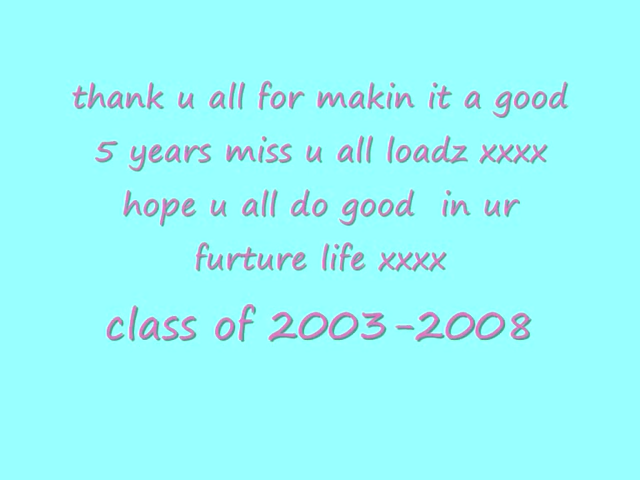 thank u all for makin it a good
5 years miss u all loadz xxxx
hope u all do good in ur
furture life xxxx
class of 2003-2008